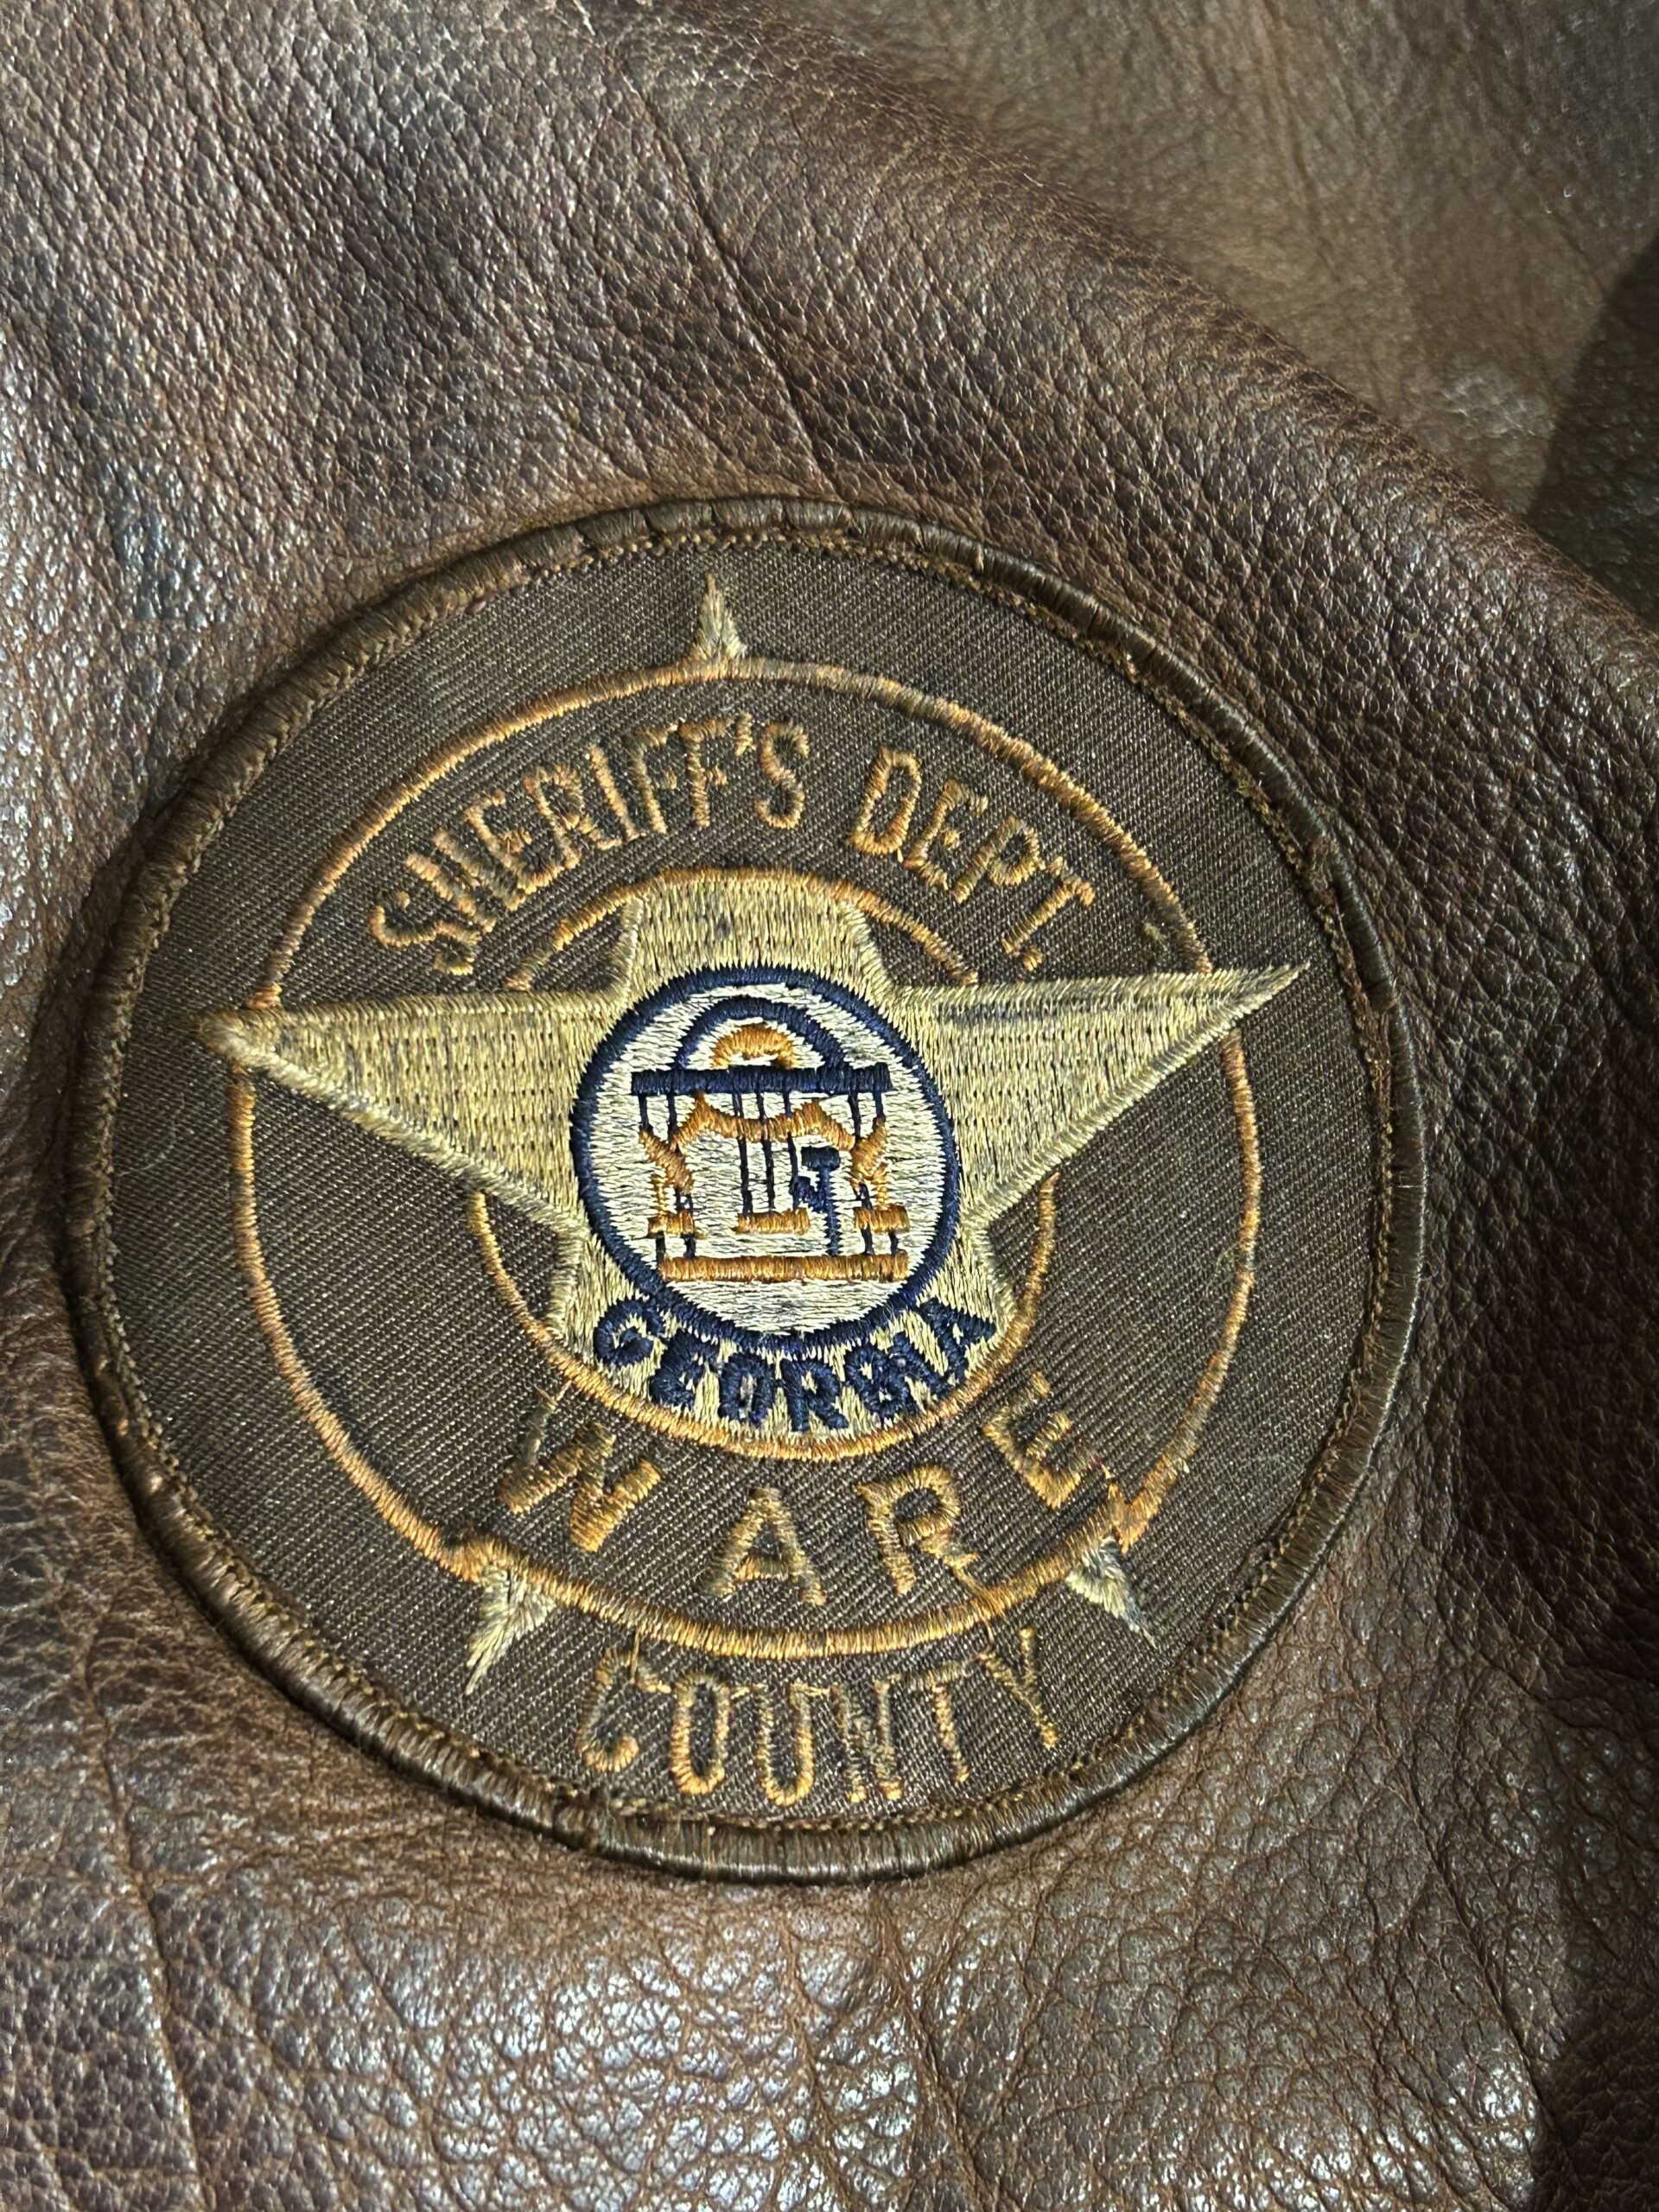 SHERIFF'S DEPT.
GEORGIA
WARE
COUNTY